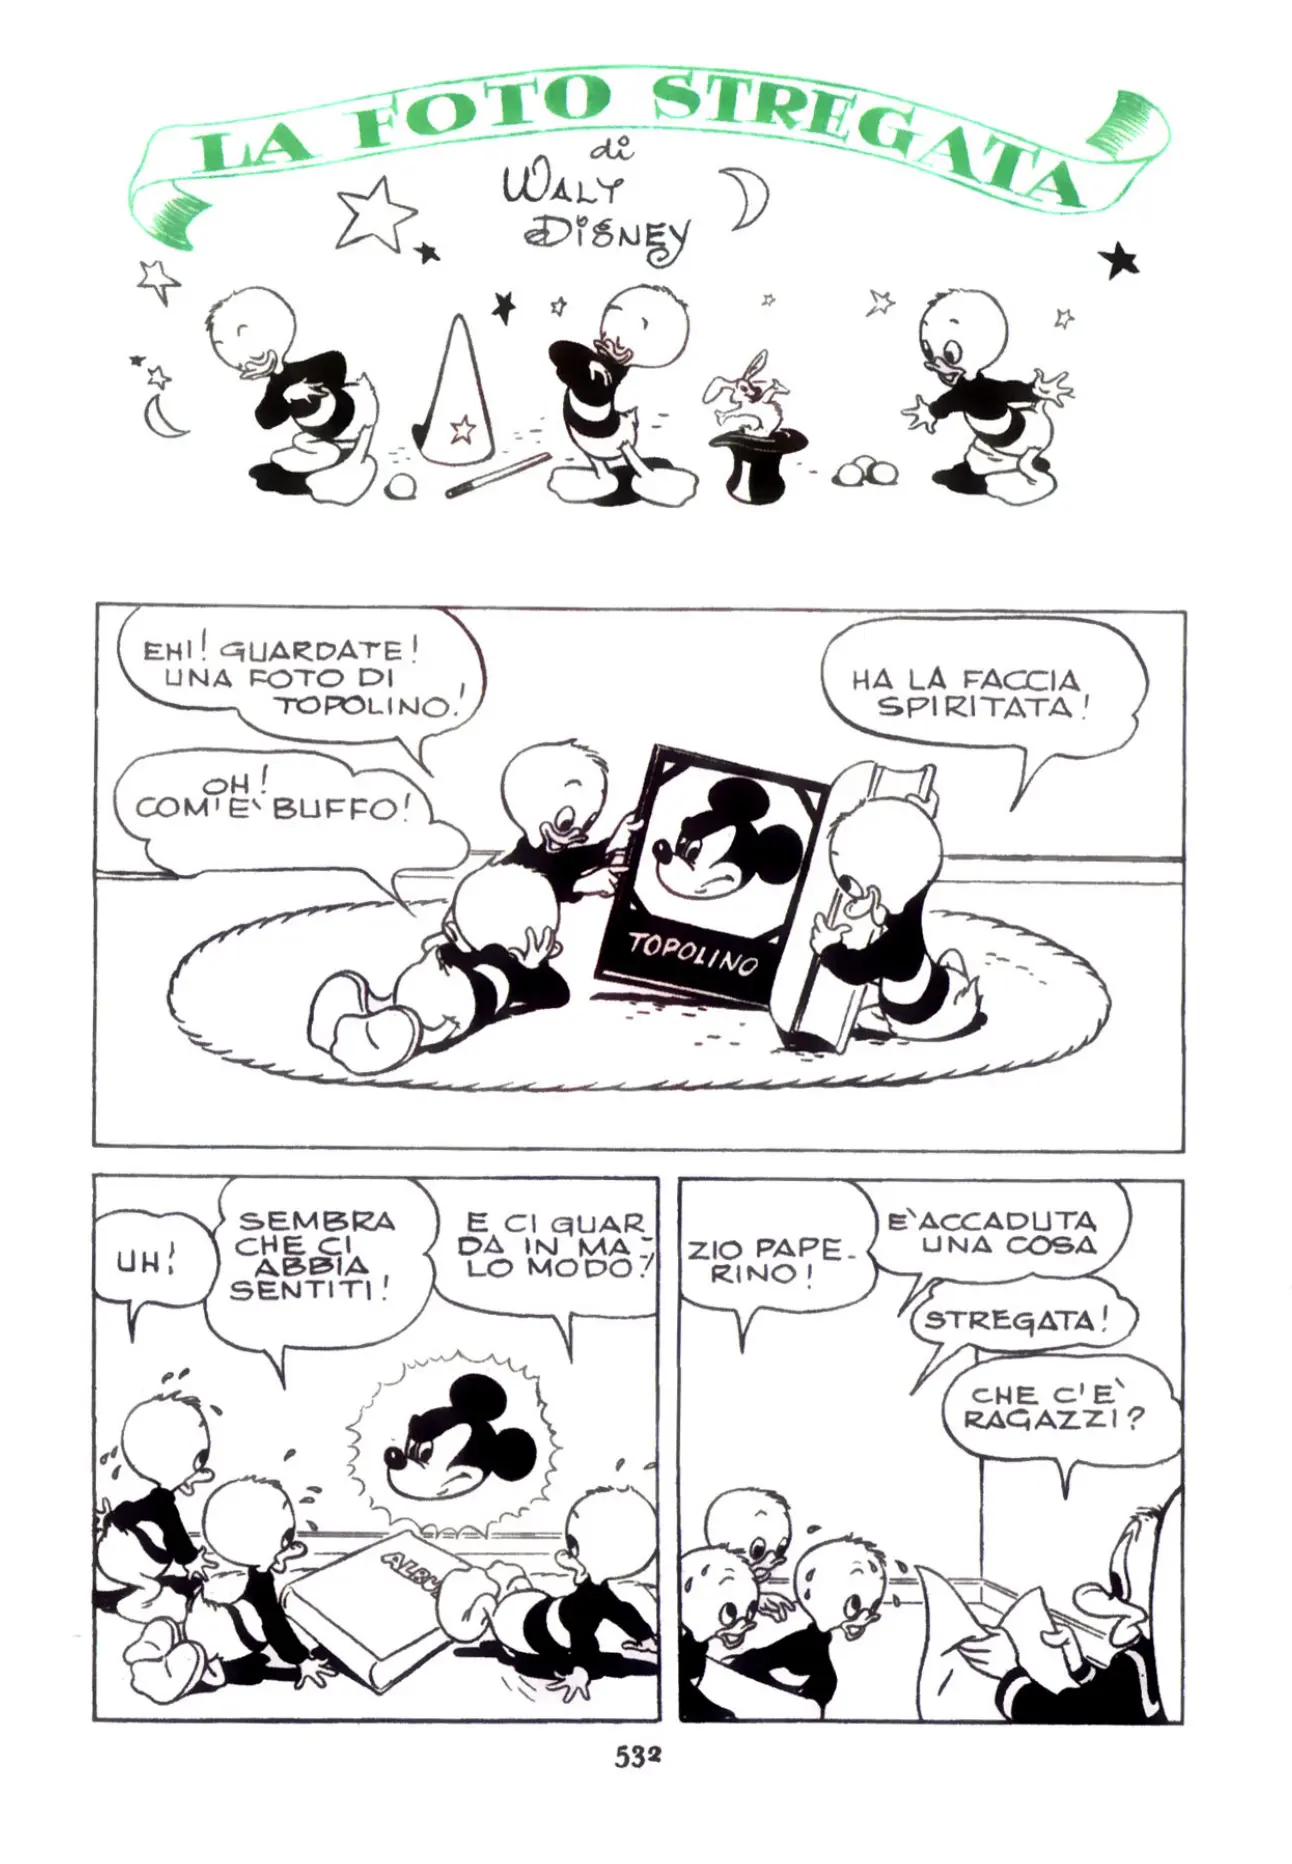 LA FOTO STREGATA
di
WALT
DISNEY
EHI! GUARDATE!
UNA FOTO DI
TOPOLINO!
HA LA FACCIA
SPIRITATA!
OH!
COM'E' BUFFO!
TOPOLINO
UH!
SEMBRA
CHE CI
ABBIA
SENTITI!
E CI GUAR-
DA IN MA-
LO MODO!
ALBUM
ZIO PAPE-
RINO!
E' ACCADUTA
UNA COSA
STREGATA!
CHE C'E'
RAGAZZI?
532